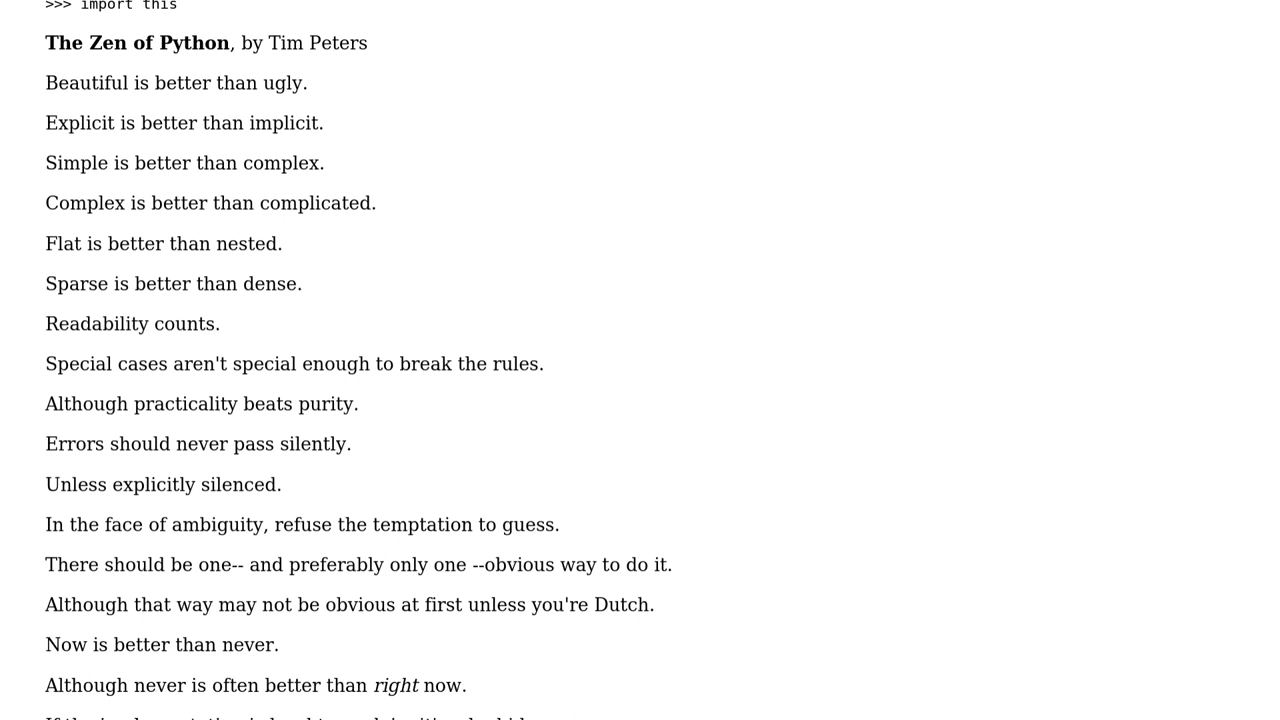 >>> import this
The Zen of Python, by Tim Peters
Beautiful is better than ugly.
Explicit is better than implicit.
Simple is better than complex.
Complex is better than complicated.
Flat is better than nested.
Sparse is better than dense.
Readability counts.
Special cases aren't special enough to break the rules.
Although practicality beats purity.
Errors should never pass silently.
Unless explicitly silenced.
In the face of ambiguity, refuse the temptation to guess.
There should be one-- and preferably only one --obvious way to do it.
Although that way may not be obvious at first unless you're Dutch.
Now is better than never.
Although never is often better than right now.